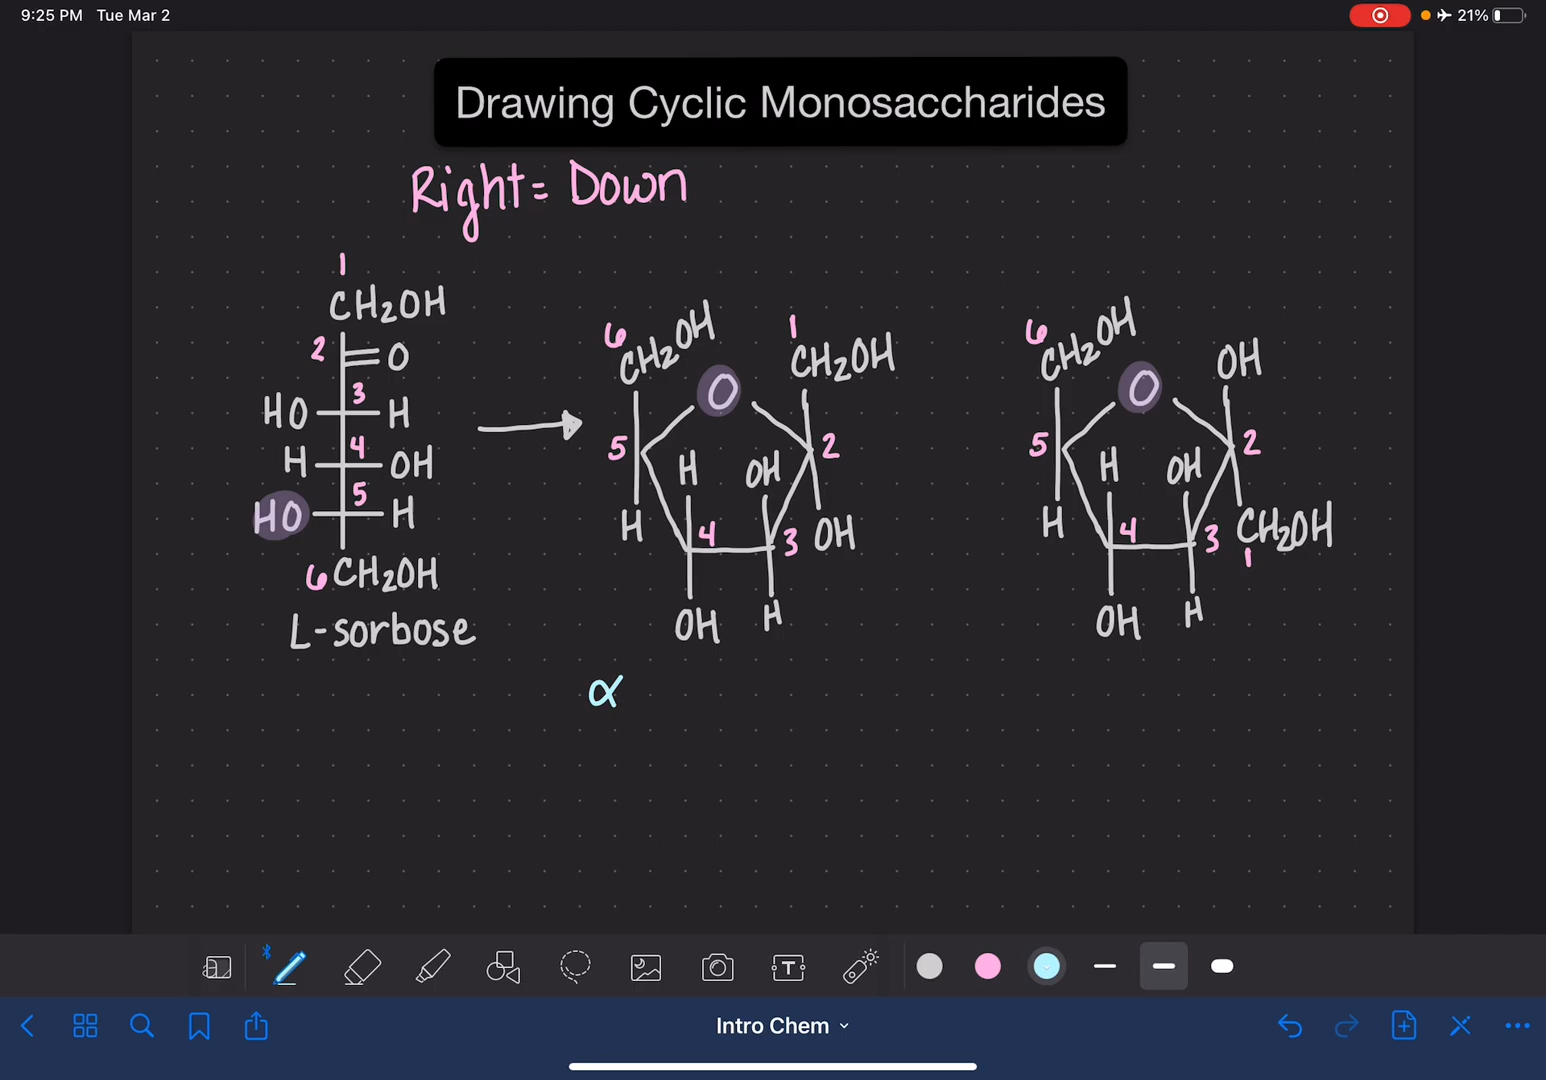 9:25 PM Tue Mar 2
21%
Drawing Cyclic Monosaccharides
Right = Down
1
CH2OH
2 O
3
HO H
4
H OH
5
HO H
6 CH2OH
L-sorbose
6 CH2OH O 1 CH2OH
5 2
H OH
H 4 3 OH
OH H
6 CH2OH O OH
5 2
H OH
H 4 3 CH2OH
1
OH H
α
T
Intro Chem